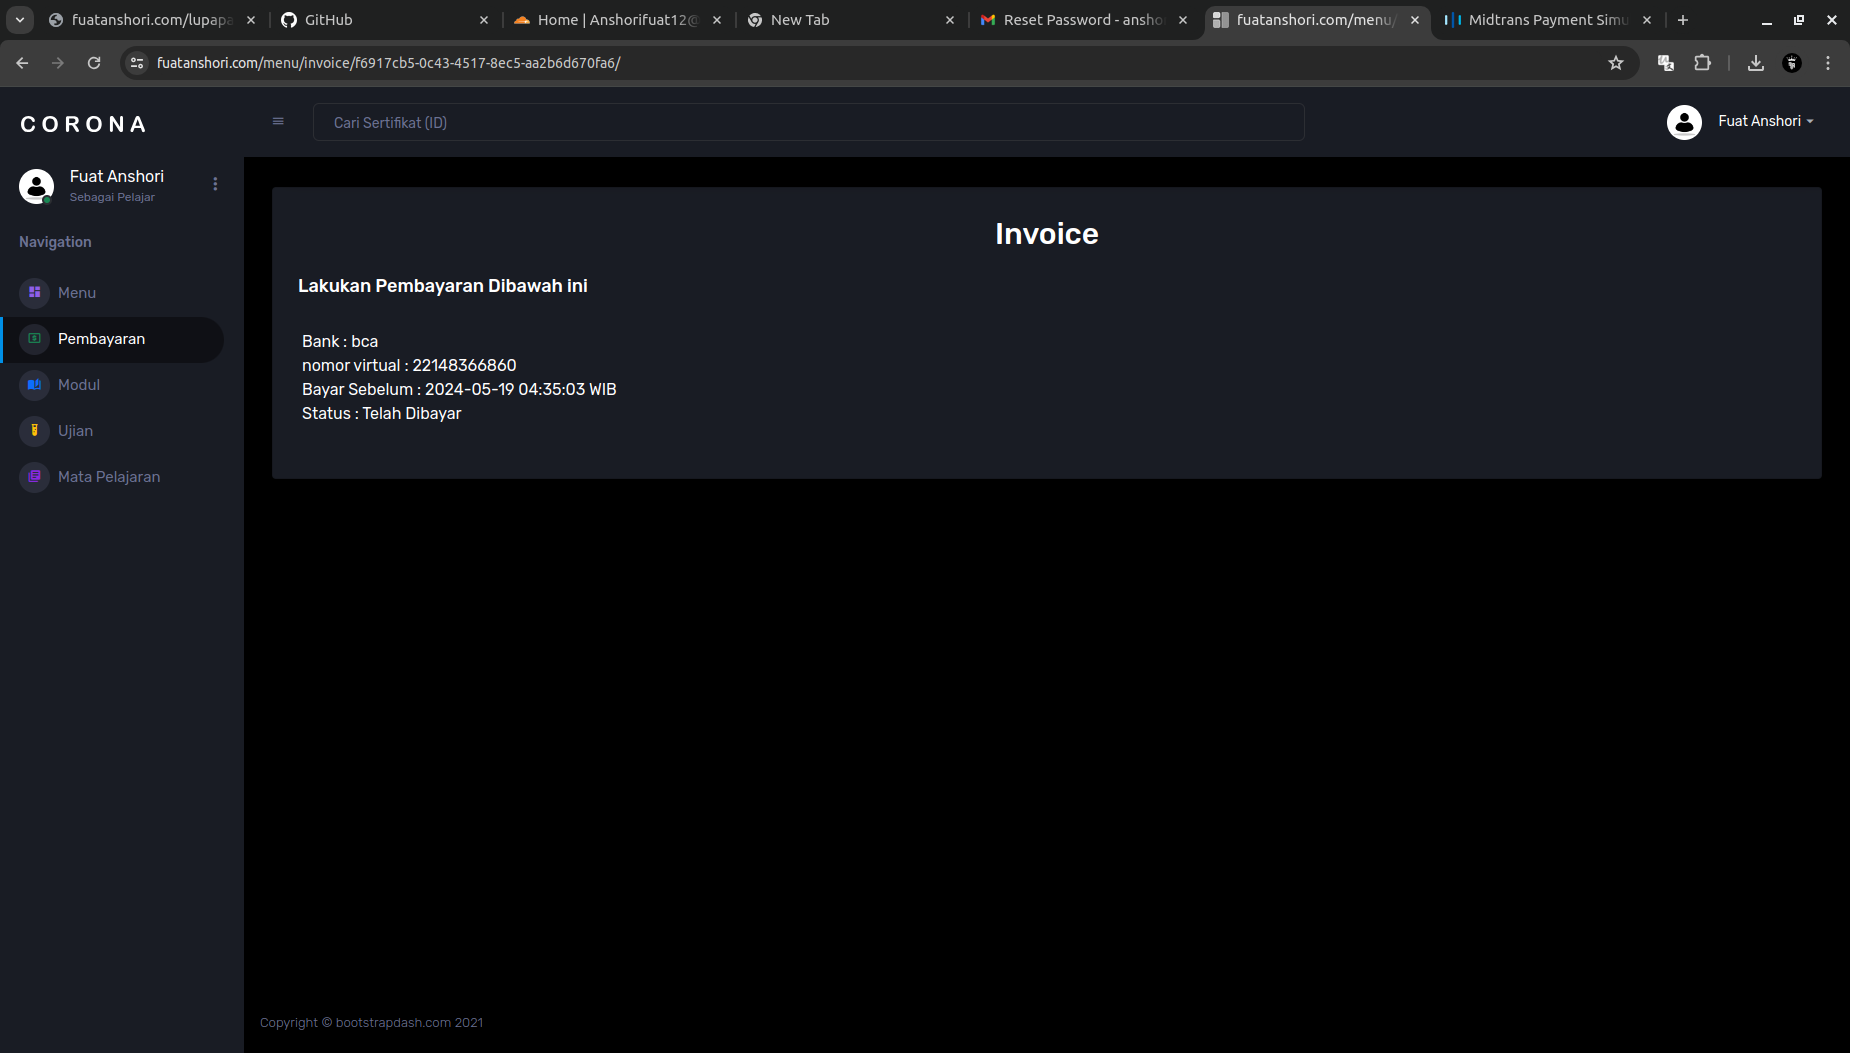 fuatanshori.com/lupapa
GitHub
Home | Anshorifuat12@
New Tab
Reset Password - ansho
fuatanshori.com/menu/
Midtrans Payment Simu
fuatanshori.com/menu/invoice/f6917cb5-0c43-4517-8ec5-aa2b6d670fa6/
CORONA
Cari Sertifikat (ID)
Fuat Anshori
Fuat Anshori
Sebagai Pelajar
Navigation
Menu
Pembayaran
Modul
Ujian
Mata Pelajaran
Invoice
Lakukan Pembayaran Dibawah ini
Bank : bca
nomor virtual : 22148366860
Bayar Sebelum : 2024-05-19 04:35:03 WIB
Status : Telah Dibayar
Copyright © bootstrapdash.com 2021